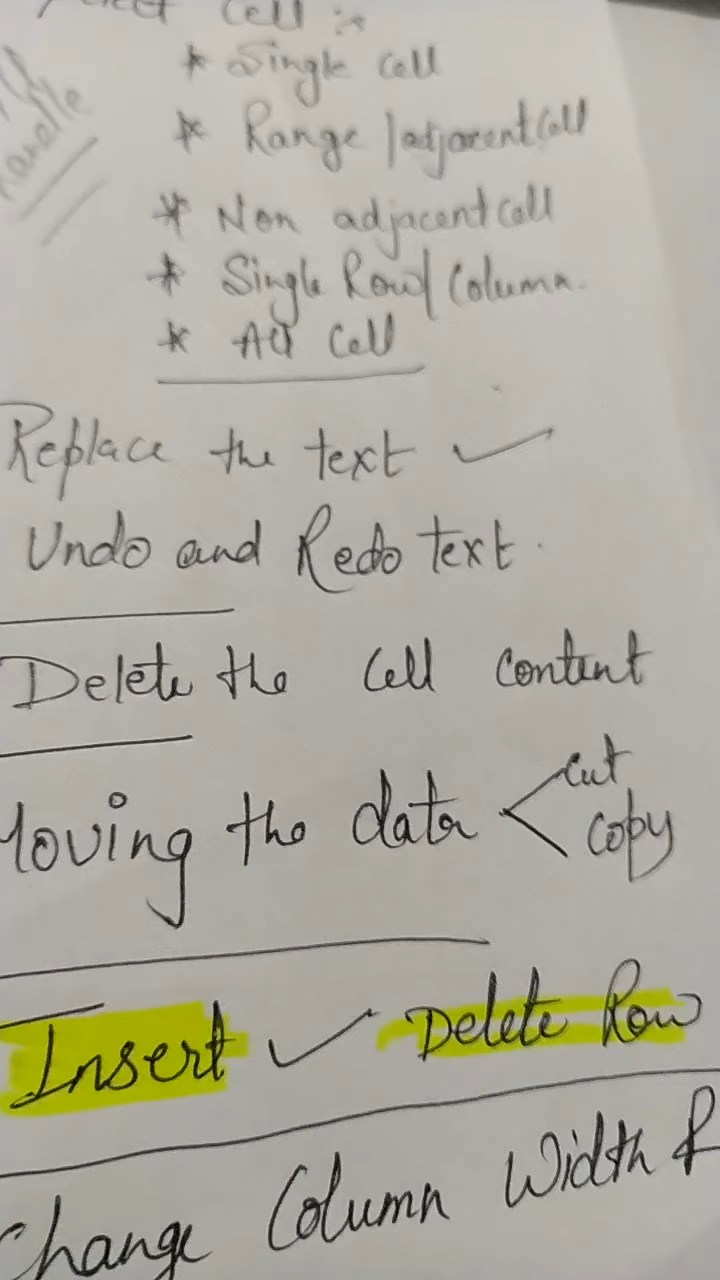 Cell :-
* Single Cell
handle
* Range / adjacent Cell
* Non adjacent Cell
* Single Row / Column.
* All Cell
Replace the text ✓
Undo and Redo text.
Delete the Cell Content
Moving the data < Cut
Copy
Insert ✓ Delete Row
Change Column Width &